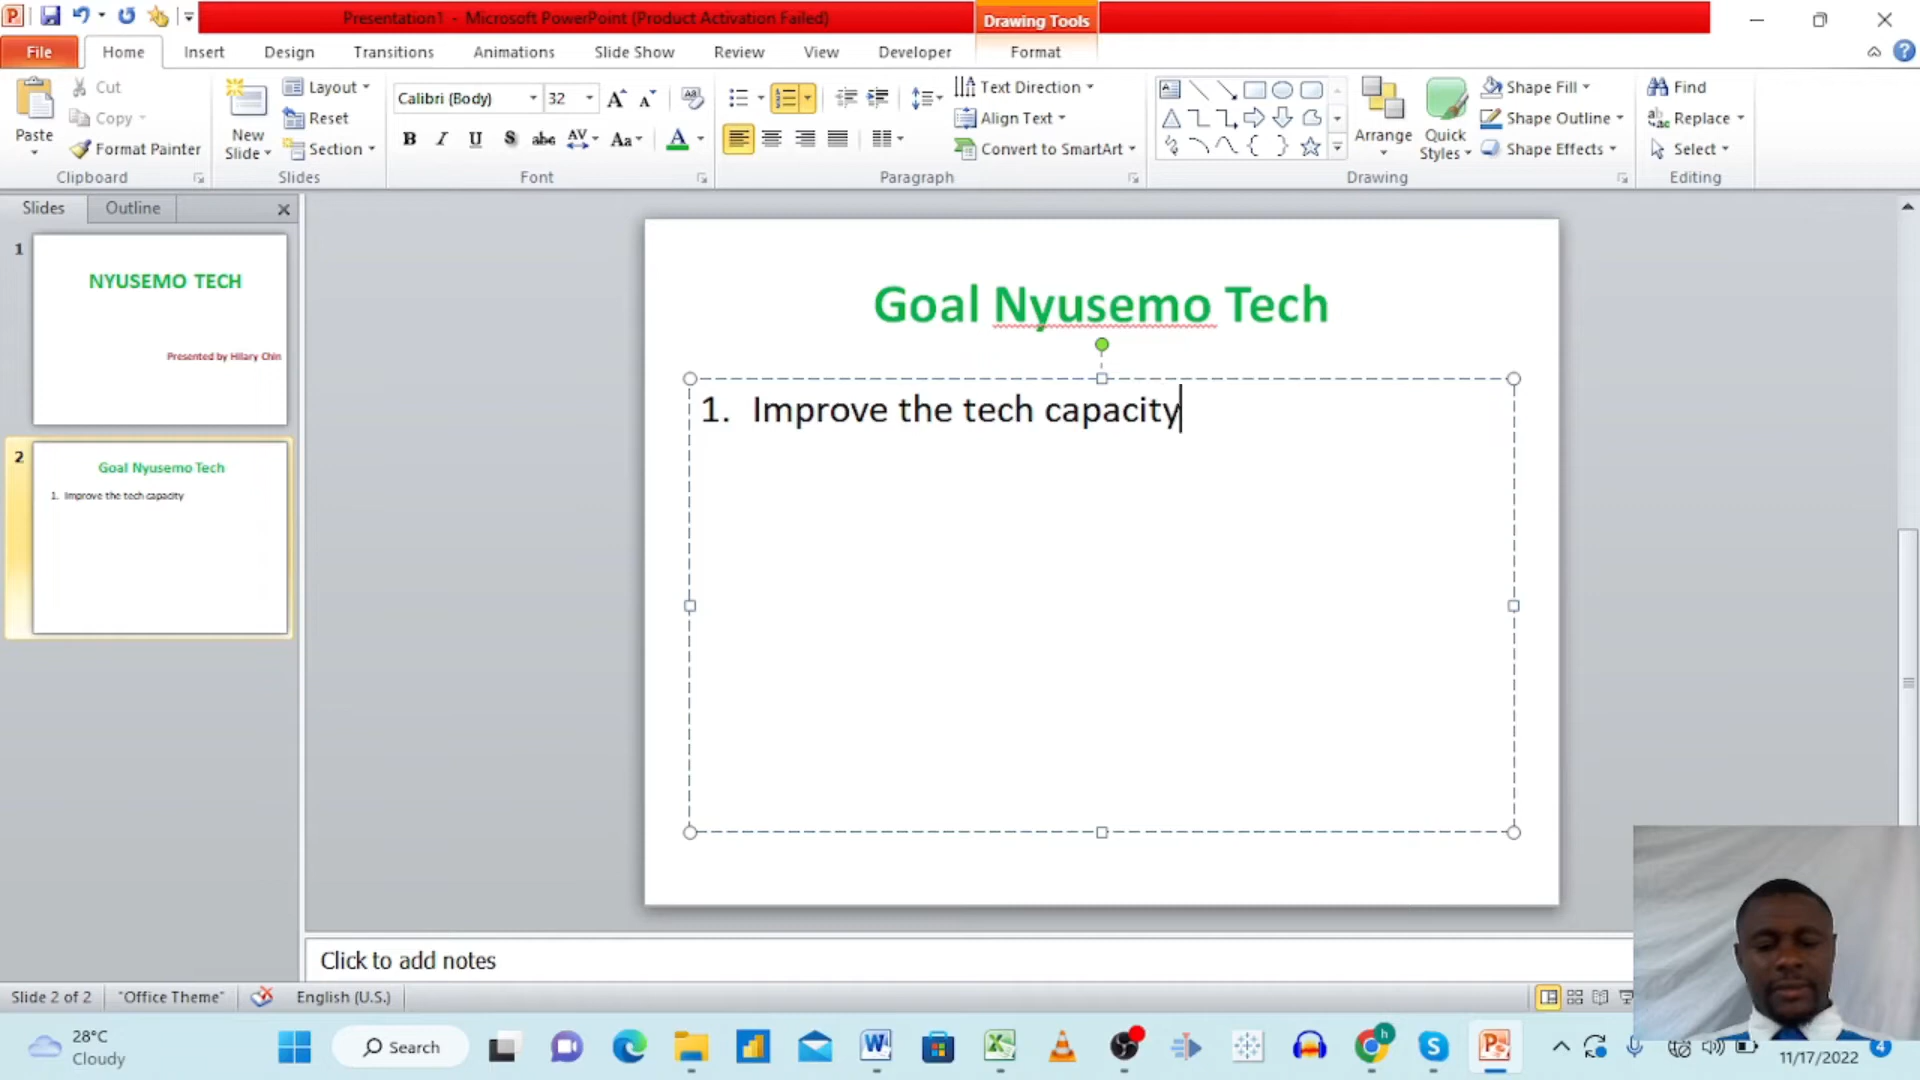 Presentation1 - Microsoft PowerPoint (Product Activation Failed)
Drawing Tools
File Home Insert Design Transitions Animations Slide Show Review View Developer Format
Paste
Cut
Copy
Format Painter
Clipboard
New Slide
Layout
Reset
Section
Slides
Calibri (Body) 32
B I U S abc AV Aa A
Font
Text Direction
Align Text
Convert to SmartArt
Paragraph
Arrange
Quick Styles
Shape Fill
Shape Outline
Shape Effects
Drawing
Find
Replace
Select
Editing
Slides Outline
1
NYUSEMO TECH
Presented by Hilary Chin
2
Goal Nyusemo Tech
1. Improve the tech capacity
Goal Nyusemo Tech
1. Improve the tech capacity
Click to add notes
Slide 2 of 2 "Office Theme" English (U.S.)
28°C
Cloudy
Search
11/17/2022
4